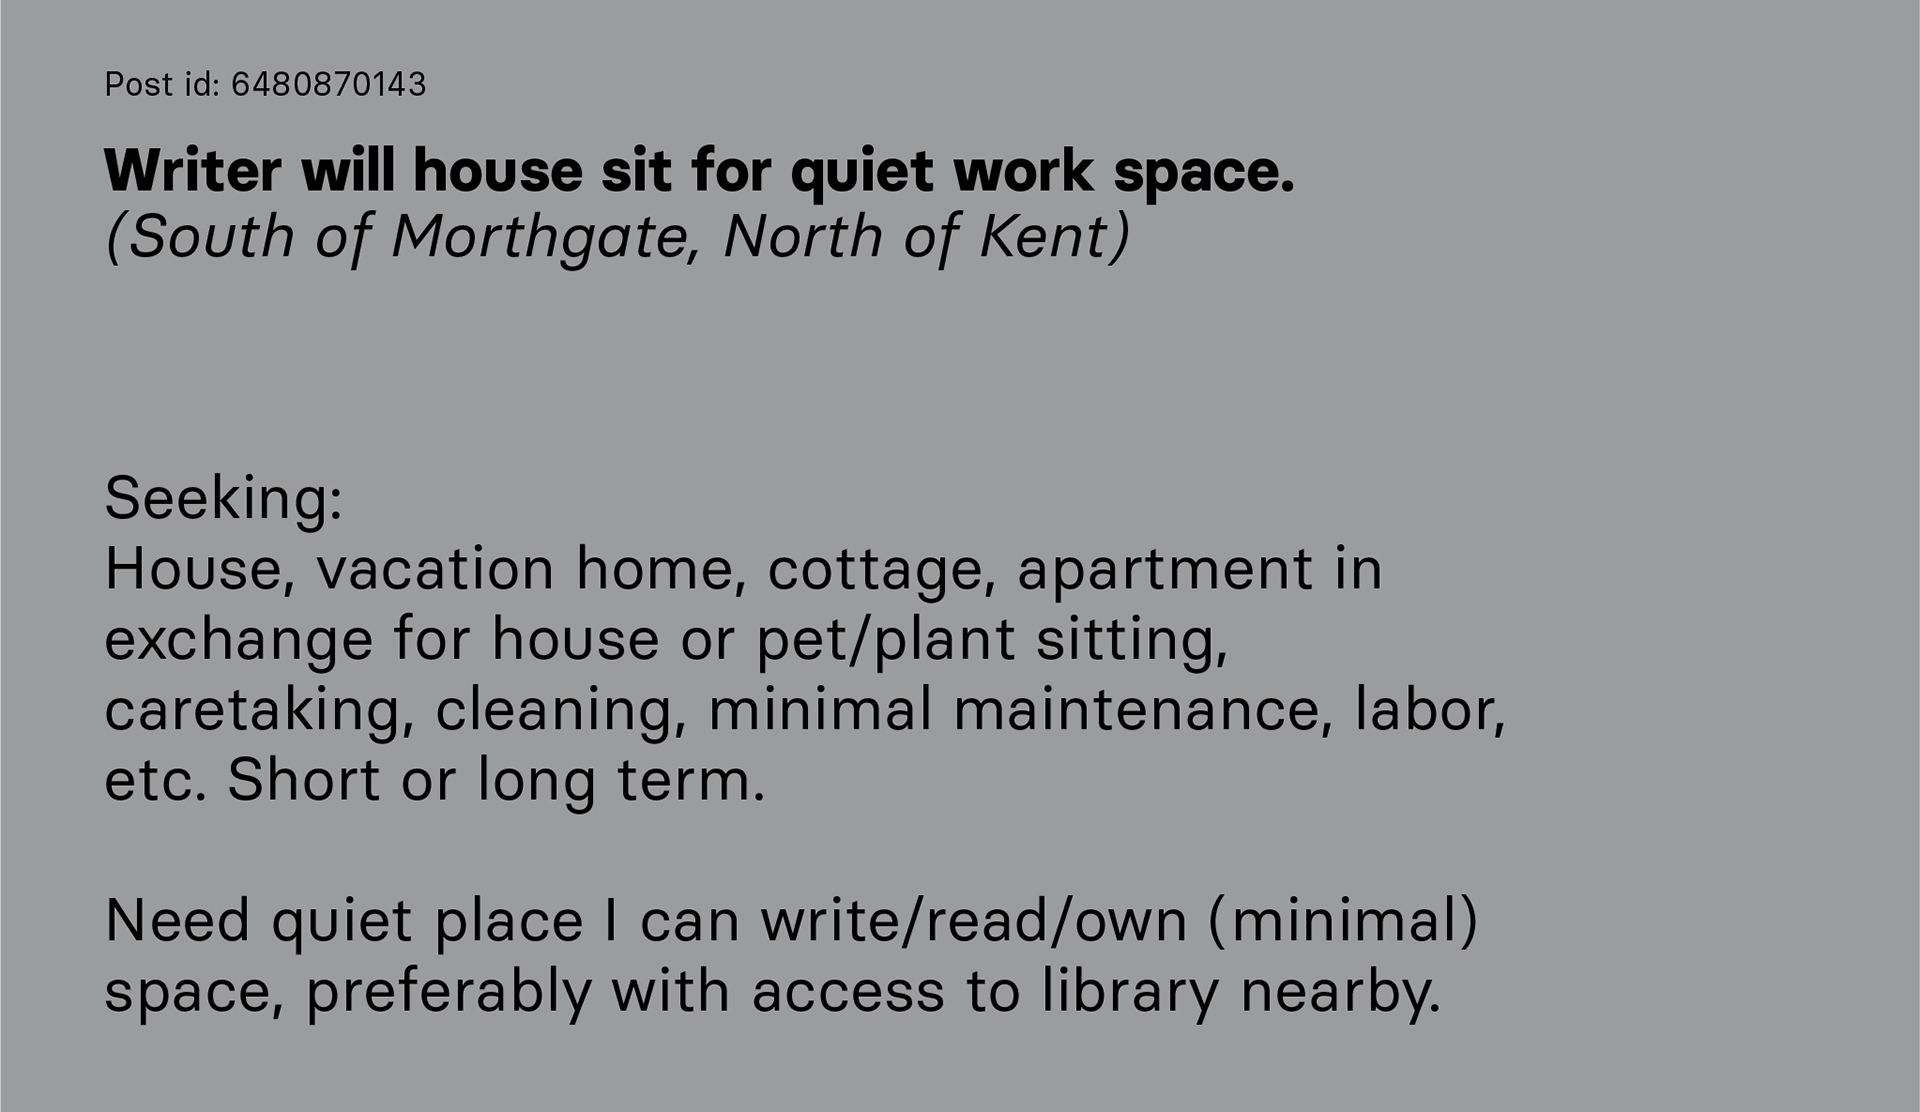 Post id: 6480870143
Writer will house sit for quiet work space.
(South of Morthgate, North of Kent)
Seeking:
House, vacation home, cottage, apartment in
exchange for house or pet/plant sitting,
caretaking, cleaning, minimal maintenance, labor,
etc. Short or long term.
Need quiet place I can write/read/own (minimal)
space, preferably with access to library nearby.